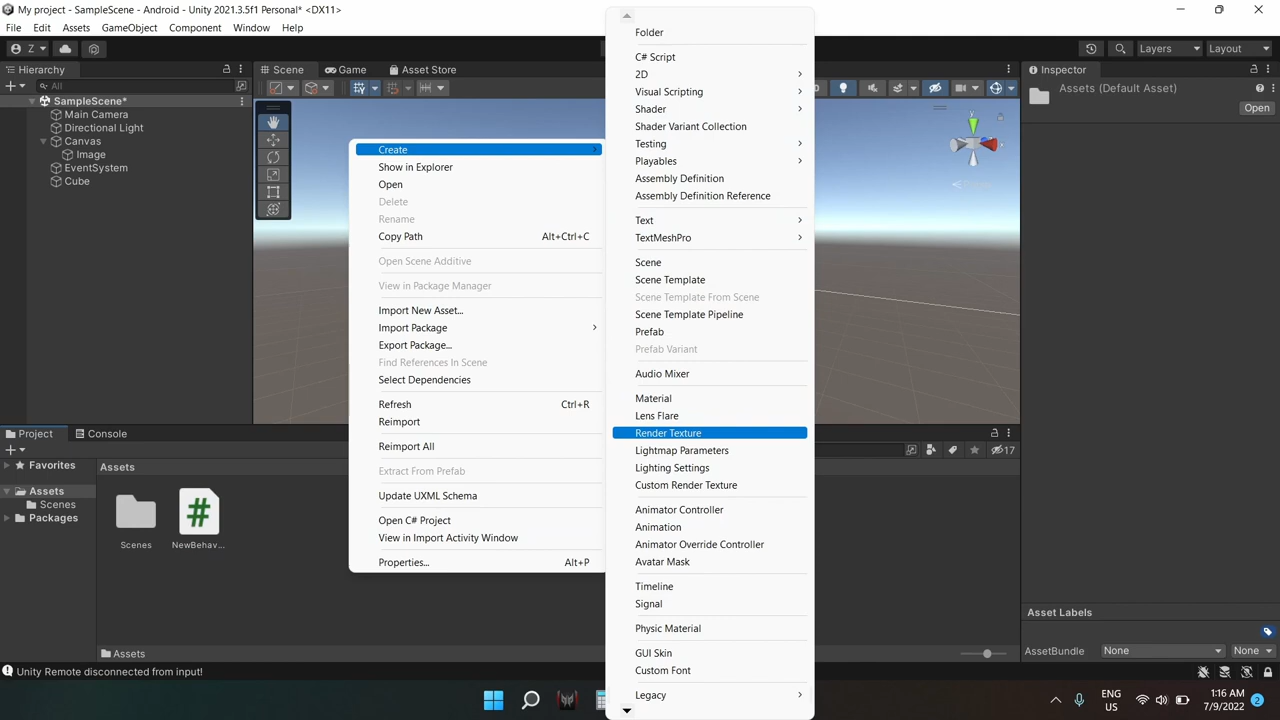 My project - SampleScene - Android - Unity 2021.3.5f1 Personal* <DX11>
File Edit Assets GameObject Component Window Help
Z
Layers
Layout
Hierarchy
All
SampleScene*
Main Camera
Directional Light
Canvas
Image
EventSystem
Cube
Scene
Game
Asset Store
Create
Show in Explorer
Open
Delete
Rename
Copy Path Alt+Ctrl+C
Open Scene Additive
View in Package Manager
Import New Asset...
Import Package
Export Package...
Find References In Scene
Select Dependencies
Refresh Ctrl+R
Reimport
Reimport All
Extract From Prefab
Update UXML Schema
Open C# Project
View in Import Activity Window
Properties... Alt+P
Folder
C# Script
2D
Visual Scripting
Shader
Shader Variant Collection
Testing
Playables
Assembly Definition
Assembly Definition Reference
Text
TextMeshPro
Scene
Scene Template
Scene Template From Scene
Scene Template Pipeline
Prefab
Prefab Variant
Audio Mixer
Material
Lens Flare
Render Texture
Lightmap Parameters
Lighting Settings
Custom Render Texture
Animator Controller
Animation
Animator Override Controller
Avatar Mask
Timeline
Signal
Physic Material
GUI Skin
Custom Font
Legacy
Inspector
Assets (Default Asset)
Open
Asset Labels
AssetBundle None None
Project
Console
17
Favorites
Assets
Scenes
Packages
Assets
Scenes
#
NewBehav...
Assets
Unity Remote disconnected from input!
ENG
US
1:16 AM
7/9/2022
2